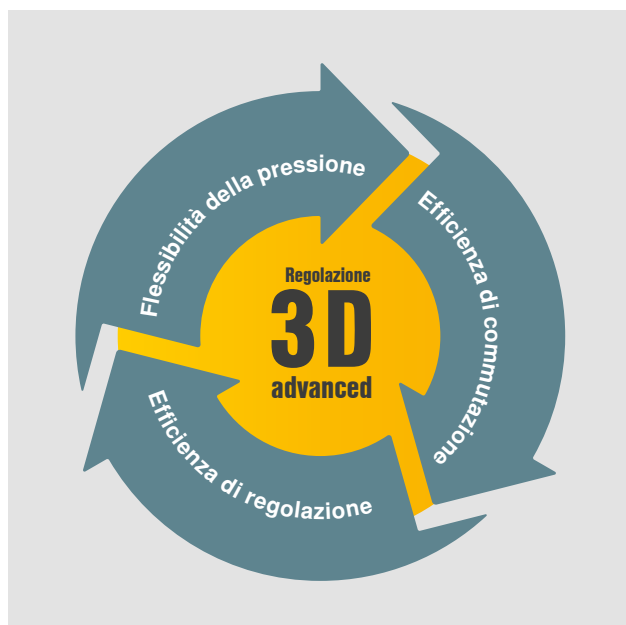 Flessibilità della pressione
Efficienza di commutazione
Efficienza di regolazione
Regolazione
3D
advanced